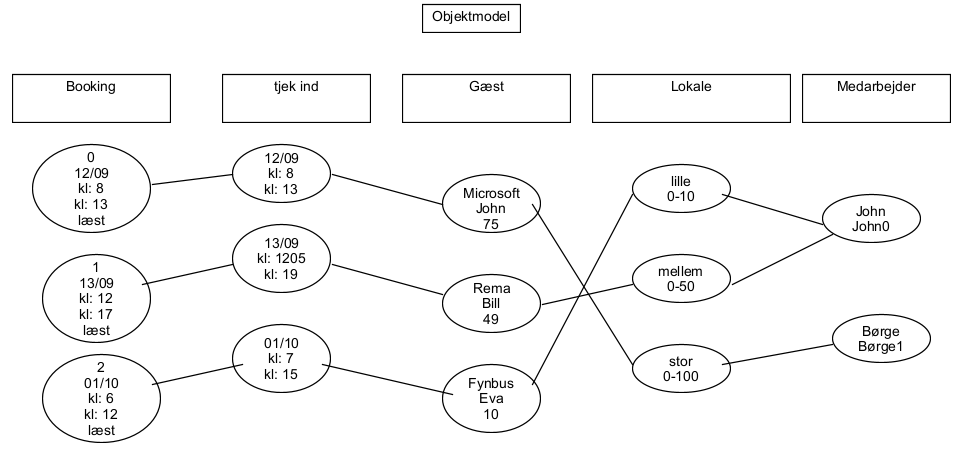 Objektmodel
Booking
tjek ind
Gæst
Lokale
Medarbejder
0
12/09
kl: 8
kl: 13
læst
1
13/09
kl: 12
kl: 17
læst
2
01/10
kl: 6
kl: 12
læst
12/09
kl: 8
kl: 13
13/09
kl: 1205
kl: 19
01/10
kl: 7
kl: 15
Microsoft
John
75
Rema
Bill
49
Fynbus
Eva
10
lille
0-10
mellem
0-50
stor
0-100
John
John0
Børge
Børge1